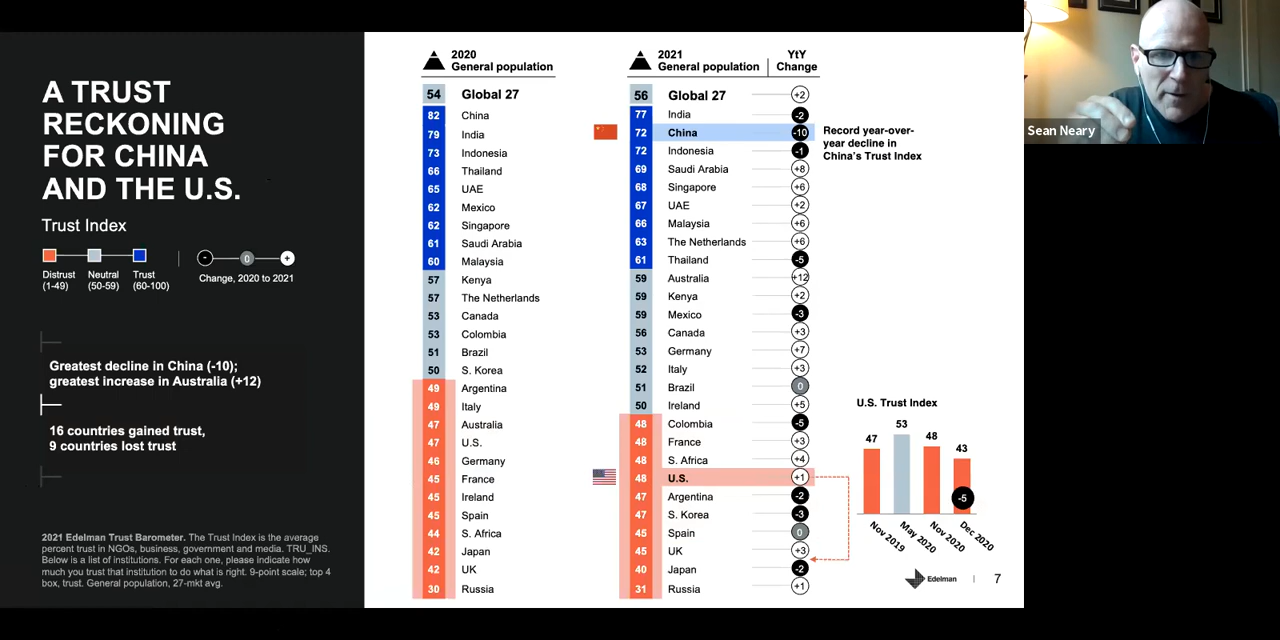 A TRUST
RECKONING
FOR CHINA
AND THE U.S.
Trust Index
Distrust
(1-49)
Neutral
(50-59)
Trust
(60-100)
- 0 +
Change, 2020 to 2021
Greatest decline in China (-10);
greatest increase in Australia (+12)
16 countries gained trust,
9 countries lost trust
2021 Edelman Trust Barometer. The Trust Index is the average
percent trust in NGOs, business, government and media. TRU_INS.
Below is a list of institutions. For each one, please indicate how
much you trust that institution to do what is right. 9-point scale; top 4
box, trust. General population, 27-mkt avg.
2020
General population
54 Global 27
82 China
79 India
73 Indonesia
66 Thailand
65 UAE
62 Mexico
62 Singapore
61 Saudi Arabia
60 Malaysia
57 Kenya
57 The Netherlands
53 Canada
53 Colombia
51 Brazil
50 S. Korea
49 Argentina
49 Italy
47 Australia
47 U.S.
46 Germany
45 France
45 Ireland
45 Spain
44 S. Africa
42 Japan
42 UK
30 Russia
2021
General population
YtY
Change
56 Global 27 +2
77 India -2
72 China -10
72 Indonesia -1
69 Saudi Arabia +8
68 Singapore +6
67 UAE +2
66 Malaysia +6
63 The Netherlands +6
61 Thailand -5
59 Australia +12
59 Kenya +2
59 Mexico -3
56 Canada +3
53 Germany +7
52 Italy +3
51 Brazil 0
50 Ireland +5
48 Colombia -5
48 France +3
48 S. Africa +4
48 U.S. +1
47 Argentina -2
47 S. Korea -3
45 Spain 0
45 UK +3
40 Japan -2
31 Russia +1
Record year-over-
year decline in
China's Trust Index
U.S. Trust Index
47 53 48 43
-5
Nov 2019
May 2020
Nov 2020
Dec 2020
Edelman
7
Sean Neary